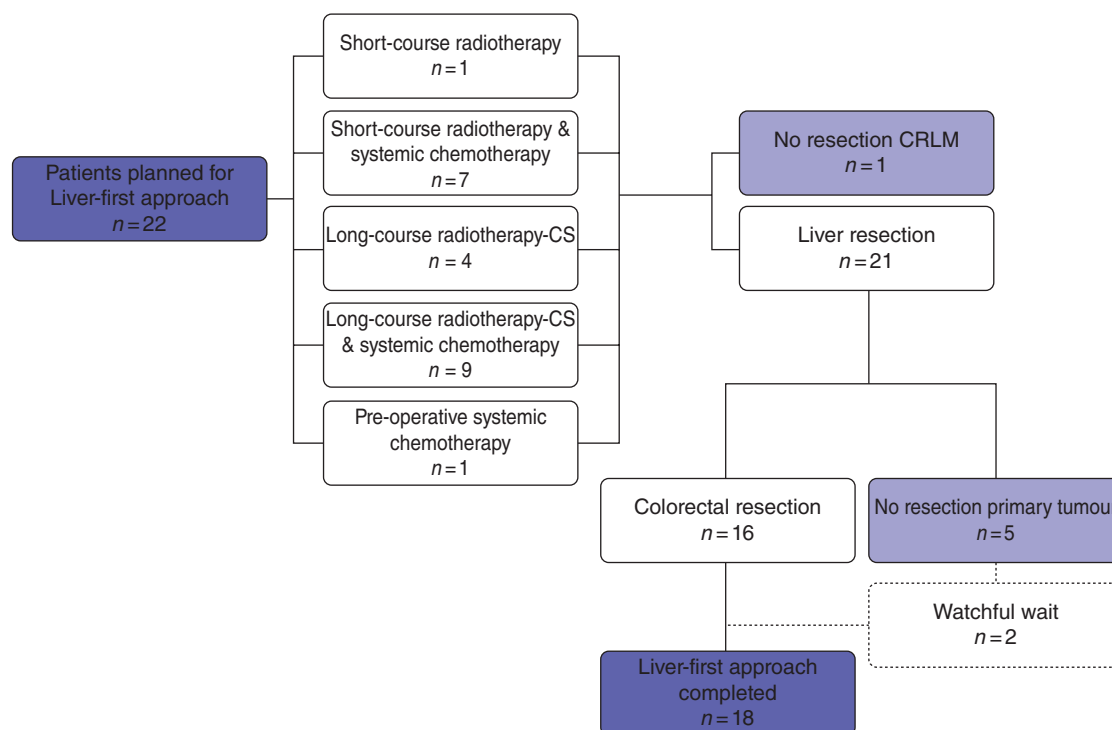 Patients planned for
Liver-first approach
n = 22
Short-course radiotherapy
n = 1
Short-course radiotherapy &
systemic chemotherapy
n = 7
Long-course radiotherapy-CS
n = 4
Long-course radiotherapy-CS
& systemic chemotherapy
n = 9
Pre-operative systemic
chemotherapy
n = 1
No resection CRLM
n = 1
Liver resection
n = 21
Colorectal resection
n = 16
No resection primary tumour
n = 5
Watchful wait
n = 2
Liver-first approach
completed
n = 18